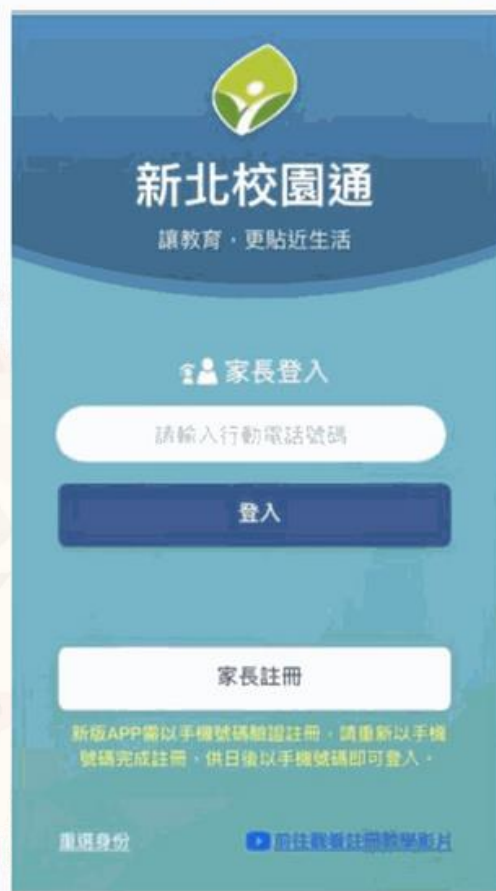 新北校園通
讓教育，更貼近生活
家長登入
請輸入行動電話號碼
登入
家長註冊
新版APP需以手機號碼驗證註冊，請重新以手機
號碼完成註冊，供日後以手機號碼即可登入。
重選身份
前往觀看註冊教學影片